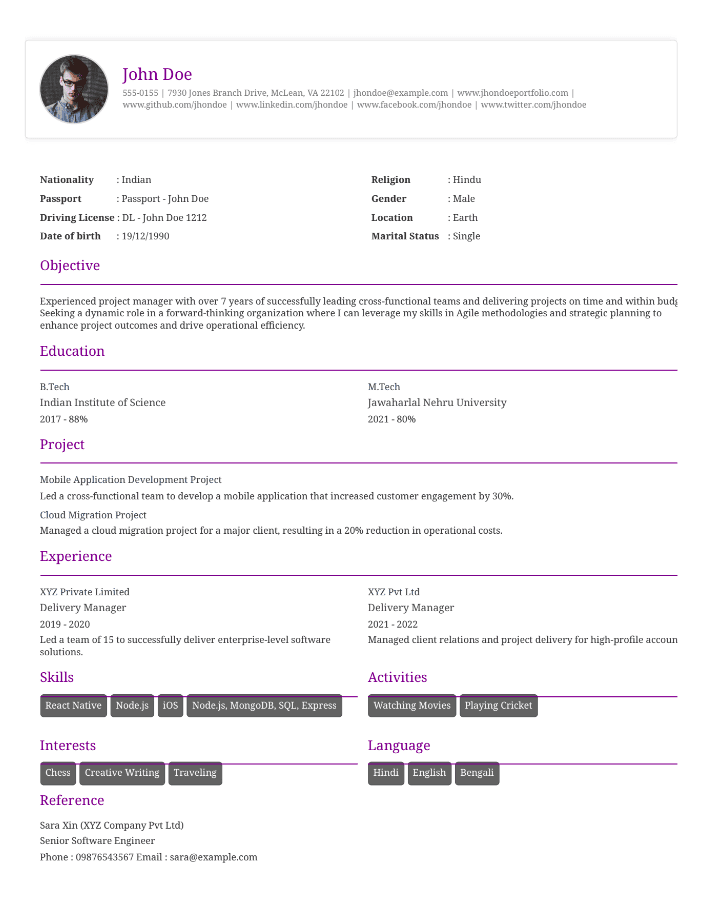 John Doe
555-0155 | 7930 Jones Branch Drive, McLean, VA 22102 | jhondoe@example.com | www.jhondoeportfolio.com |
www.github.com/jhondoe | www.linkedin.com/jhondoe | www.facebook.com/jhondoe | www.twitter.com/jhondoe
Nationality : Indian
Religion : Hindu
Passport : Passport - John Doe
Gender : Male
Driving License : DL - John Doe 1212
Location : Earth
Date of birth : 19/12/1990
Marital Status : Single
Objective
Experienced project manager with over 7 years of successfully leading cross-functional teams and delivering projects on time and within
Seeking a dynamic role in a forward-thinking organization where I can leverage my skills in Agile methodologies and strategic planning to
enhance project outcomes and drive operational efficiency.
Education
B.Tech
Indian Institute of Science
2017 - 88%
M.Tech
Jawaharlal Nehru University
2021 - 80%
Project
Mobile Application Development Project
Led a cross-functional team to develop a mobile application that increased customer engagement by 30%.
Cloud Migration Project
Managed a cloud migration project for a major client, resulting in a 20% reduction in operational costs.
Experience
XYZ Private Limited
Delivery Manager
2019 - 2020
Led a team of 15 to successfully deliver enterprise-level software
solutions.
XYZ Pvt Ltd
Delivery Manager
2021 - 2022
Managed client relations and project delivery for high-profile accoun
Skills
React Native Node.js iOS Node.js, MongoDB, SQL, Express
Activities
Watching Movies Playing Cricket
Interests
Chess Creative Writing Traveling
Language
Hindi English Bengali
Reference
Sara Xin (XYZ Company Pvt Ltd)
Senior Software Engineer
Phone : 09876543567 Email : sara@example.com